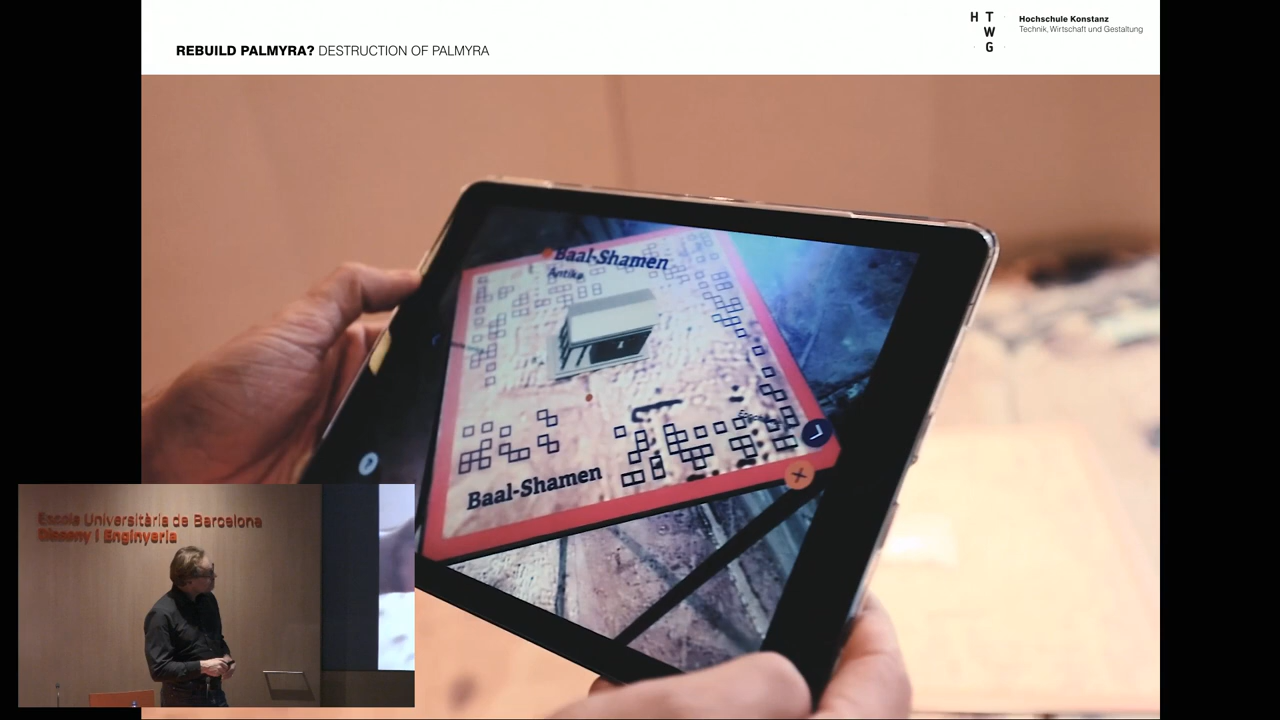 REBUILD PALMYRA? DESTRUCTION OF PALMYRA
H T
W
G
Hochschule Konstanz
Technik, Wirtschaft und Gestaltung
Baal-Shamen
Antike
Baal-Shamen
Escola Universitària de Barcelona
Disseny i Enginyeria